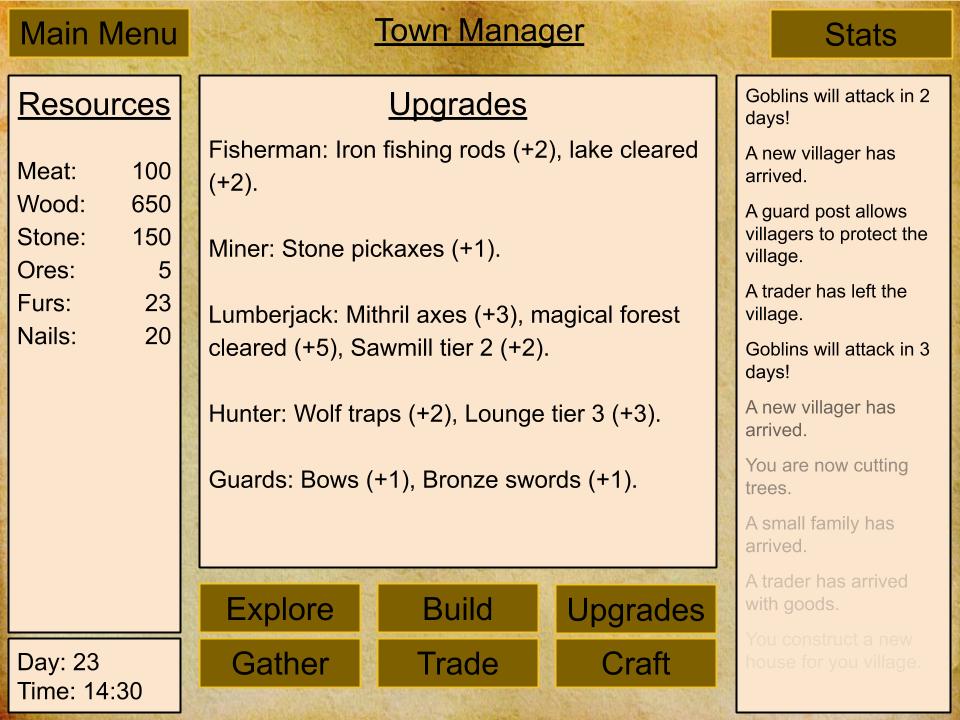 Main Menu
Town Manager
Stats
Resources
Meat: 100
Wood: 650
Stone: 150
Ores: 5
Furs: 23
Nails: 20
Day: 23
Time: 14:30
Upgrades
Fisherman: Iron fishing rods (+2), lake cleared
(+2).
Miner: Stone pickaxes (+1).
Lumberjack: Mithril axes (+3), magical forest
cleared (+5), Sawmill tier 2 (+2).
Hunter: Wolf traps (+2), Lounge tier 3 (+3).
Guards: Bows (+1), Bronze swords (+1).
Explore
Build
Upgrades
Gather
Trade
Craft
Goblins will attack in 2
days!
A new villager has
arrived.
A guard post allows
villagers to protect the
village.
A trader has left the
village.
Goblins will attack in 3
days!
A new villager has
arrived.
You are now cutting
trees.
A small family has
arrived.
A trader has arrived
with goods.
You construct a new
house for you village.